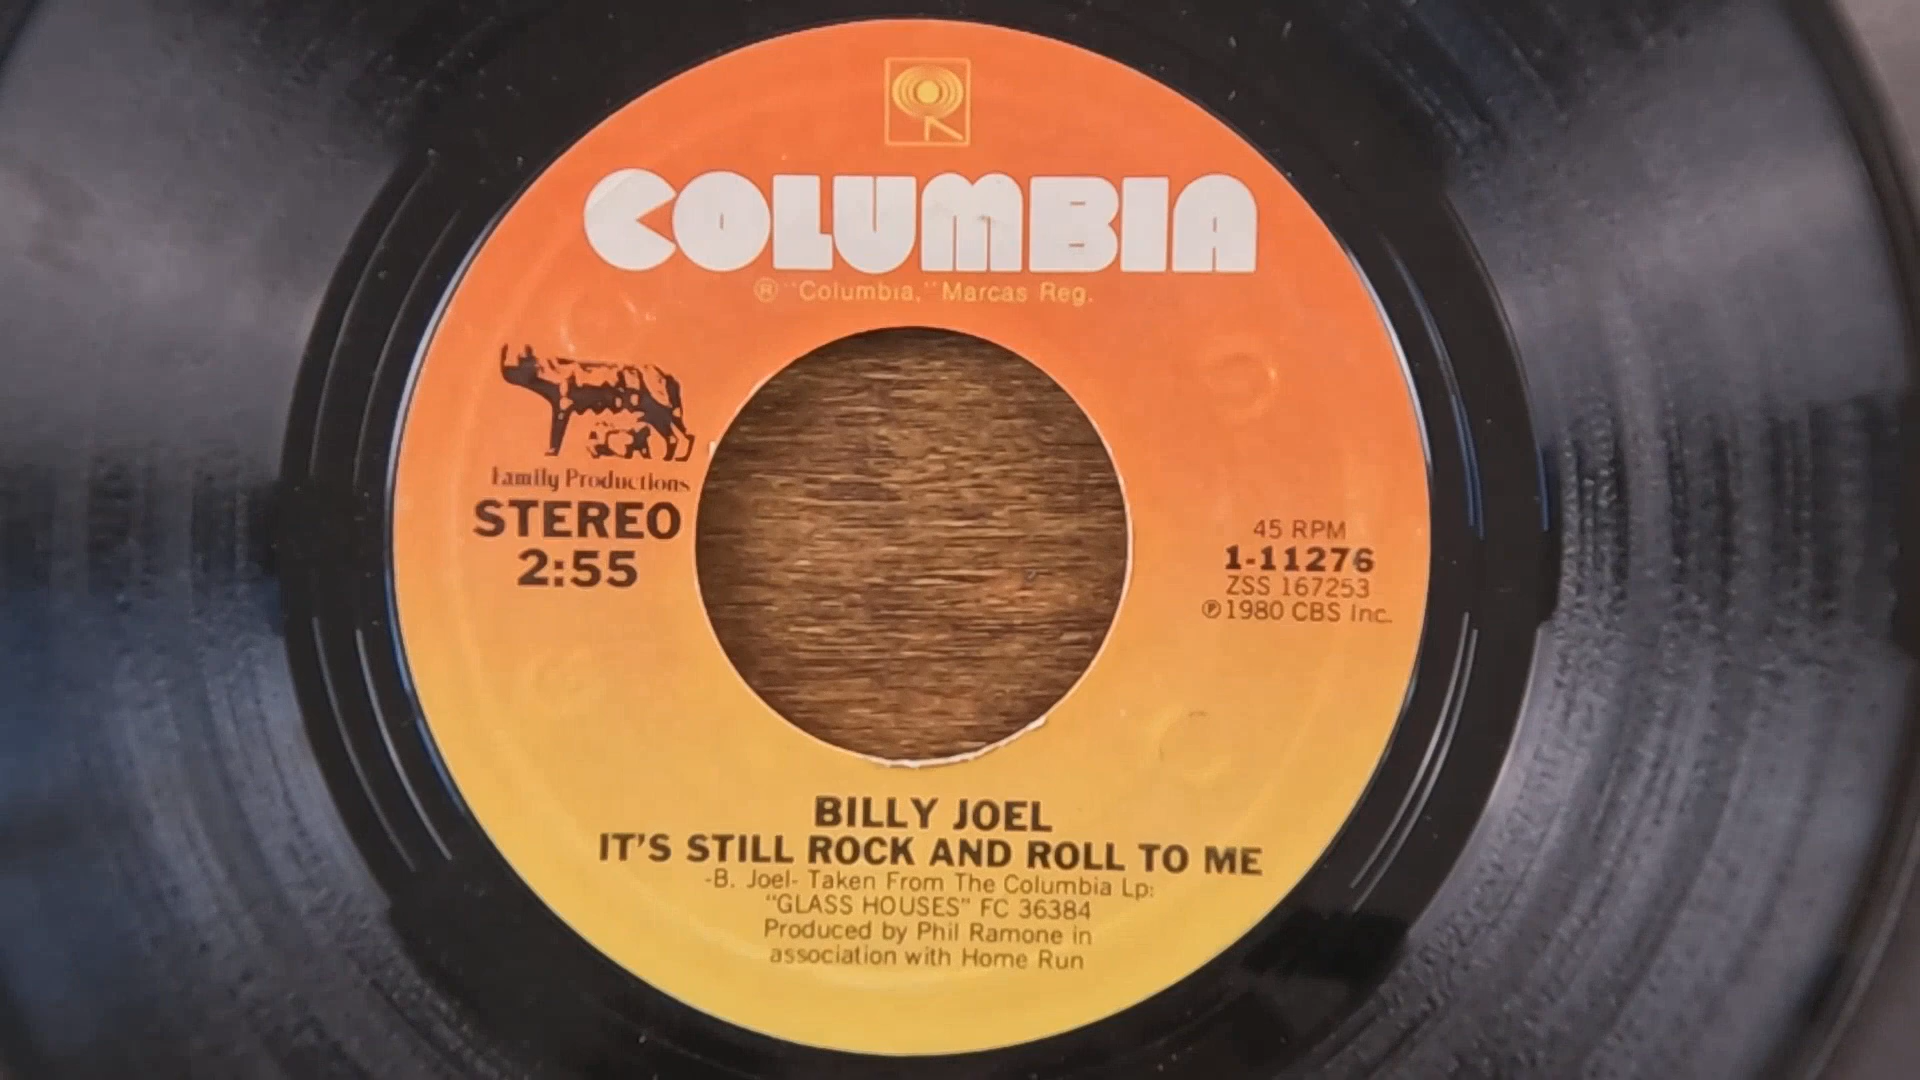 COLUMBIA
® "Columbia," Marcas Reg.
Family Productions
STEREO
2:55
45 RPM
1-11276
ZSS 167253
℗ 1980 CBS Inc.
BILLY JOEL
IT'S STILL ROCK AND ROLL TO ME
-B. Joel- Taken From The Columbia Lp:
"GLASS HOUSES" FC 36384
Produced by Phil Ramone in
association with Home Run